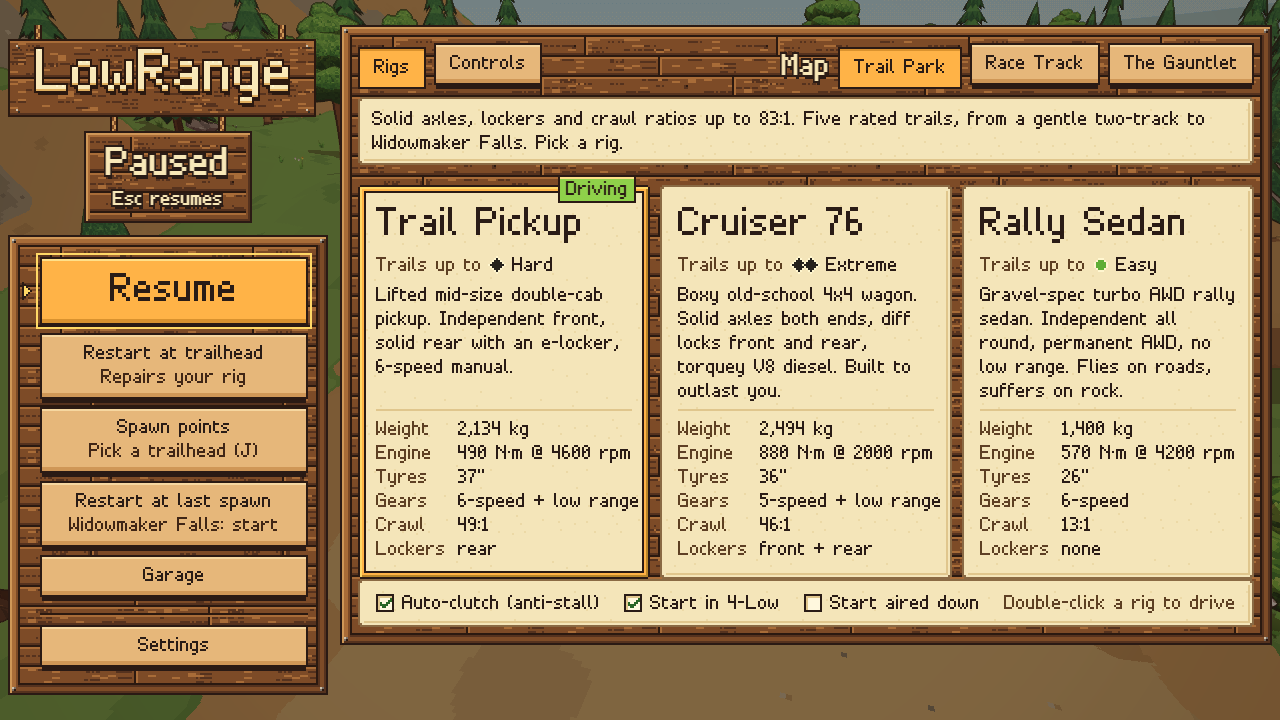 LowRange
Paused
Esc resumes
Resume
Restart at trailhead
Repairs your rig
Spawn points
Pick a trailhead (J)
Restart at last spawn
Widowmaker Falls: start
Garage
Settings
Rigs
Controls
Map
Trail Park
Race Track
The Gauntlet
Solid axles, lockers and crawl ratios up to 83:1. Five rated trails, from a gentle two-track to
Widowmaker Falls. Pick a rig.
Driving
Trail Pickup
Trails up to ◆ Hard
Lifted mid-size double-cab
pickup. Independent front,
solid rear with an e-locker,
6-speed manual.
Weight 2,134 kg
Engine 490 N·m @ 4600 rpm
Tyres 37"
Gears 6-speed + low range
Crawl 49:1
Lockers rear
Cruiser 76
Trails up to ◆◆ Extreme
Boxy old-school 4x4 wagon.
Solid axles both ends, diff
locks front and rear,
torquey V8 diesel. Built to
outlast you.
Weight 2,494 kg
Engine 880 N·m @ 2000 rpm
Tyres 36"
Gears 5-speed + low range
Crawl 46:1
Lockers front + rear
Rally Sedan
Trails up to ● Easy
Gravel-spec turbo AWD rally
sedan. Independent all
round, permanent AWD, no
low range. Flies on roads,
suffers on rock.
Weight 1,400 kg
Engine 570 N·m @ 4200 rpm
Tyres 26"
Gears 6-speed
Crawl 13:1
Lockers none
Auto-clutch (anti-stall)
Start in 4-Low
Start aired down
Double-click a rig to drive